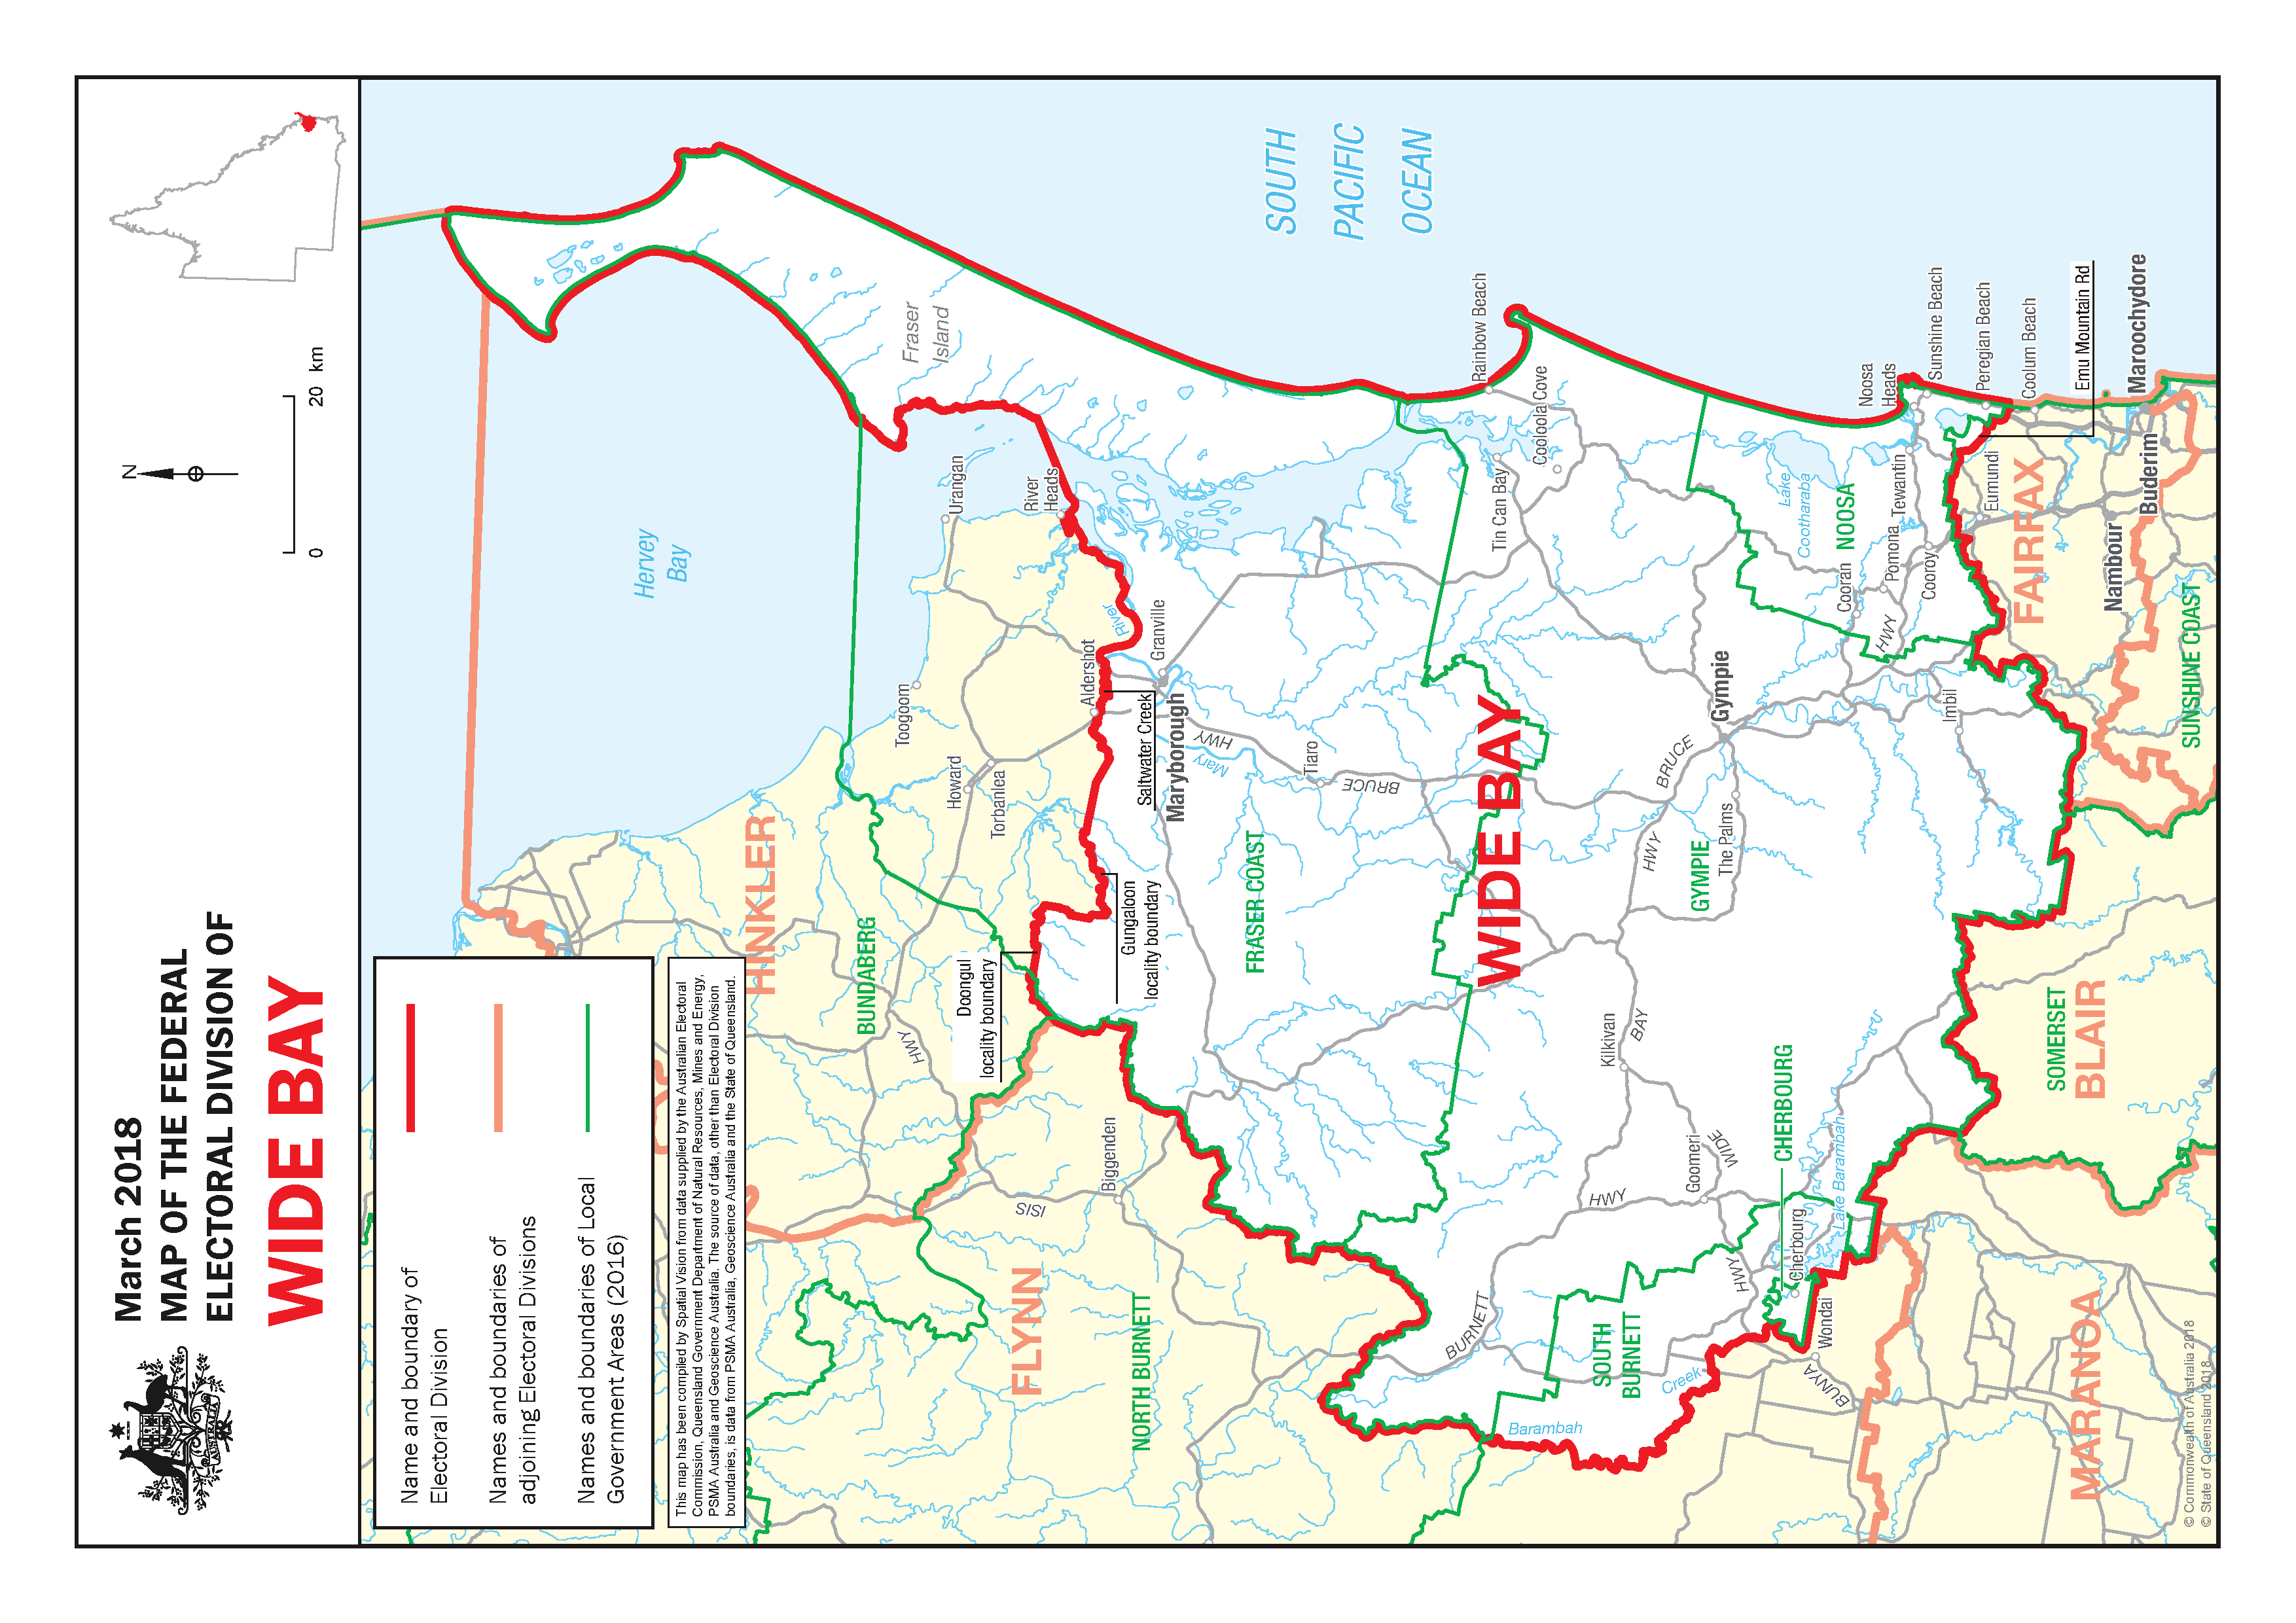 March 2018
MAP OF THE FEDERAL
ELECTORAL DIVISION OF
WIDE BAY
N
0
20 km
Name and boundary of
Electoral Division
Names and boundaries of
adjoining Electoral Divisions
Names and boundaries of Local
Government Areas (2016)
This map has been compiled by Spatial Vision from data supplied by the Australian Electoral
Commission, Queensland Government Department of Natural Resources, Mines and Energy,
PSMA Australia and Geoscience Australia. The source of data, other than Electoral Division
boundaries, is data from PSMA Australia, Geoscience Australia and the State of Queensland.
AUSTRALIA
Hervey
Bay
HINKLER
BUNDABERG
HWY
Fraser
Island
Toogoom
Urangan
Howard
Torbanlea
Doongul
locality boundary
River
Heads
FLYNN
ISIS
Biggenden
Aldershot
River
Gungaloon
locality boundary
Saltwater Creek
Granville
Maryborough
NORTH BURNETT
HWY
Mary
FRASER COAST
Tiaro
BRUCE
SOUTH
PACIFIC
OCEAN
Rainbow Beach
Tin Can Bay
Cooloola Cove
WIDE BAY
BURNETT
Barambah
Creek
SOUTH
BURNETT
HWY
Kilkivan
BAY
HWY
BRUCE
Goomeri
WIDE
GYMPIE
Gympie
The Palms
HWY
CHERBOURG
Cherbourg
Lake Barambah
Wondai
BUNYA
Lake
Cootharaba
NOOSA
Noosa
Heads
Cooran
Pomona
HWY
Tewantin
Cooroy
Sunshine Beach
Imbil
Peregian Beach
Eumundi
FAIRFAX
Coolum Beach
Emu Mountain Rd
Maroochydore
Buderim
Nambour
SUNSHINE COAST
SOMERSET
BLAIR
MARANOA
© Commonwealth of Australia 2018
© State of Queensland 2018